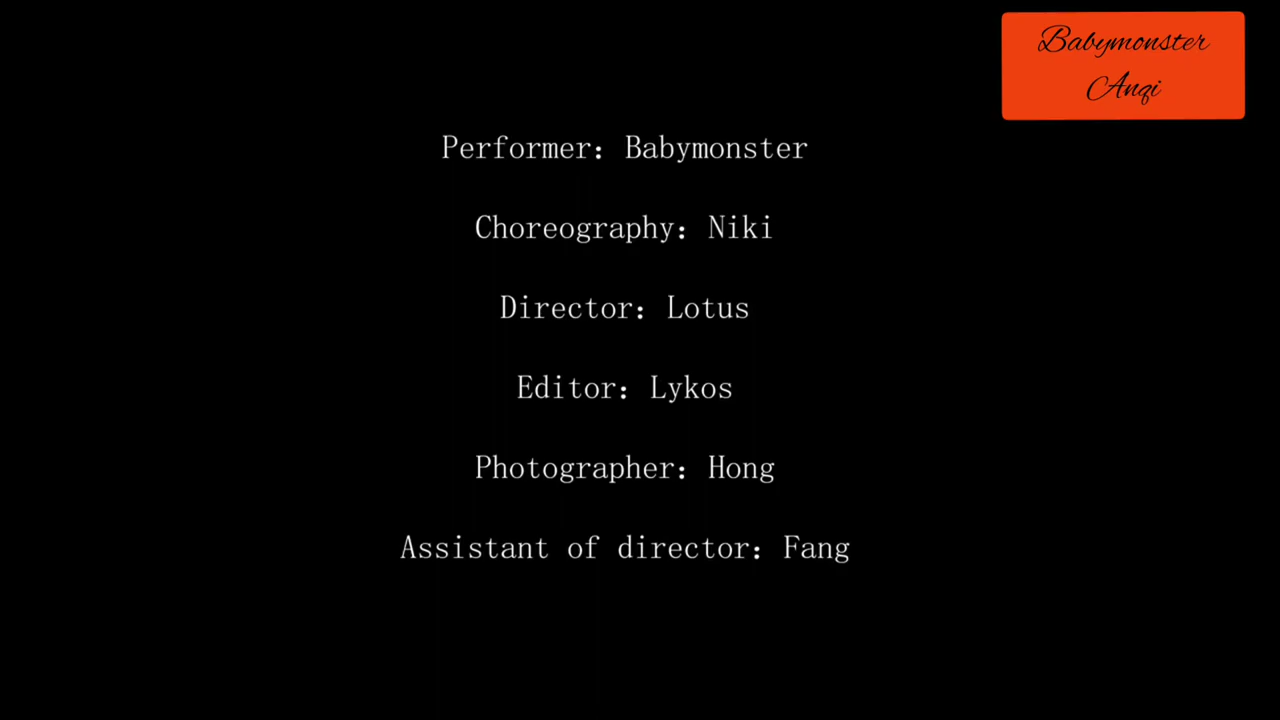 Babymonster
Anqi
Performer：Babymonster
Choreography：Niki
Director：Lotus
Editor：Lykos
Photographer：Hong
Assistant of director：Fang